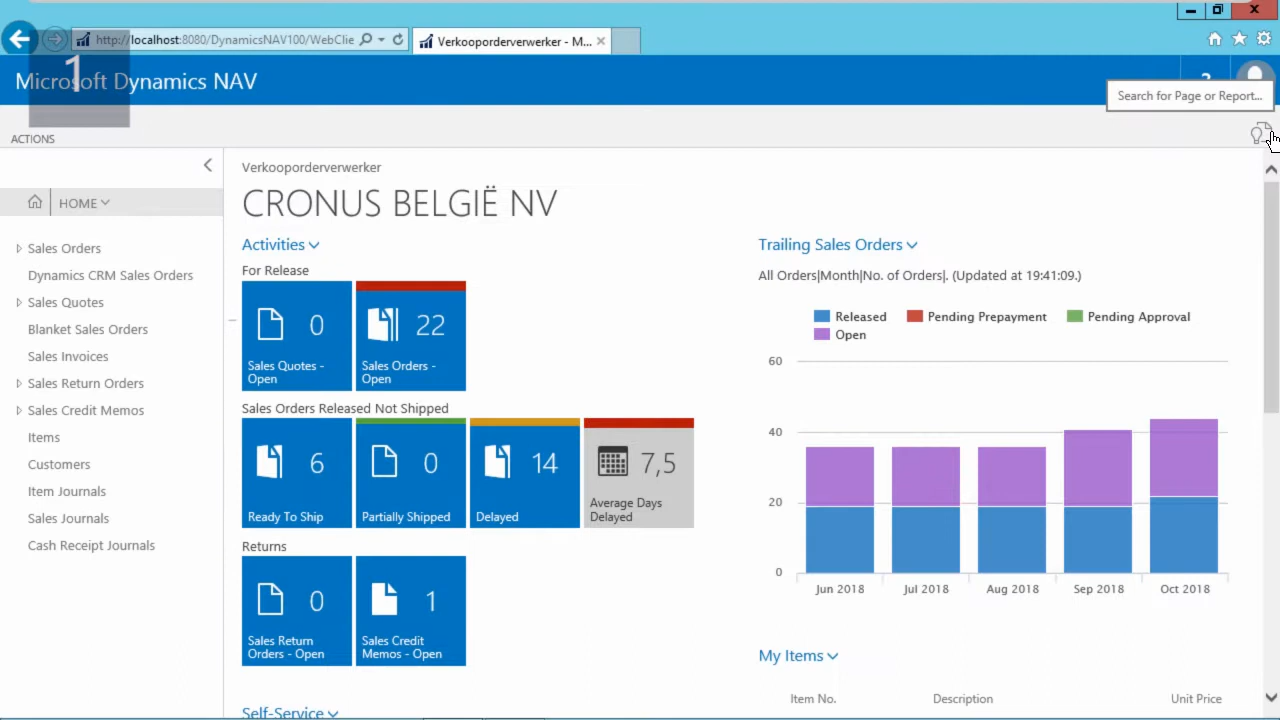 http://localhost:8080/DynamicsNAV100/WebClie
Verkooporderverwerker - M...
1
Microsoft Dynamics NAV
?
Search for Page or Report...
ACTIONS
HOME
Sales Orders
Dynamics CRM Sales Orders
Sales Quotes
Blanket Sales Orders
Sales Invoices
Sales Return Orders
Sales Credit Memos
Items
Customers
Item Journals
Sales Journals
Cash Receipt Journals
Verkooporderverwerker
CRONUS BELGIË NV
Activities
For Release
0
Sales Quotes -
Open
22
Sales Orders -
Open
Sales Orders Released Not Shipped
6
Ready To Ship
0
Partially Shipped
14
Delayed
7,5
Average Days
Delayed
Returns
0
Sales Return
Orders - Open
1
Sales Credit
Memos - Open
Self-Service
Trailing Sales Orders
All Orders|Month|No. of Orders|. (Updated at 19:41:09.)
Released
Pending Prepayment
Pending Approval
Open
60
40
20
0
Jun 2018
Jul 2018
Aug 2018
Sep 2018
Oct 2018
My Items
Item No.
Description
Unit Price